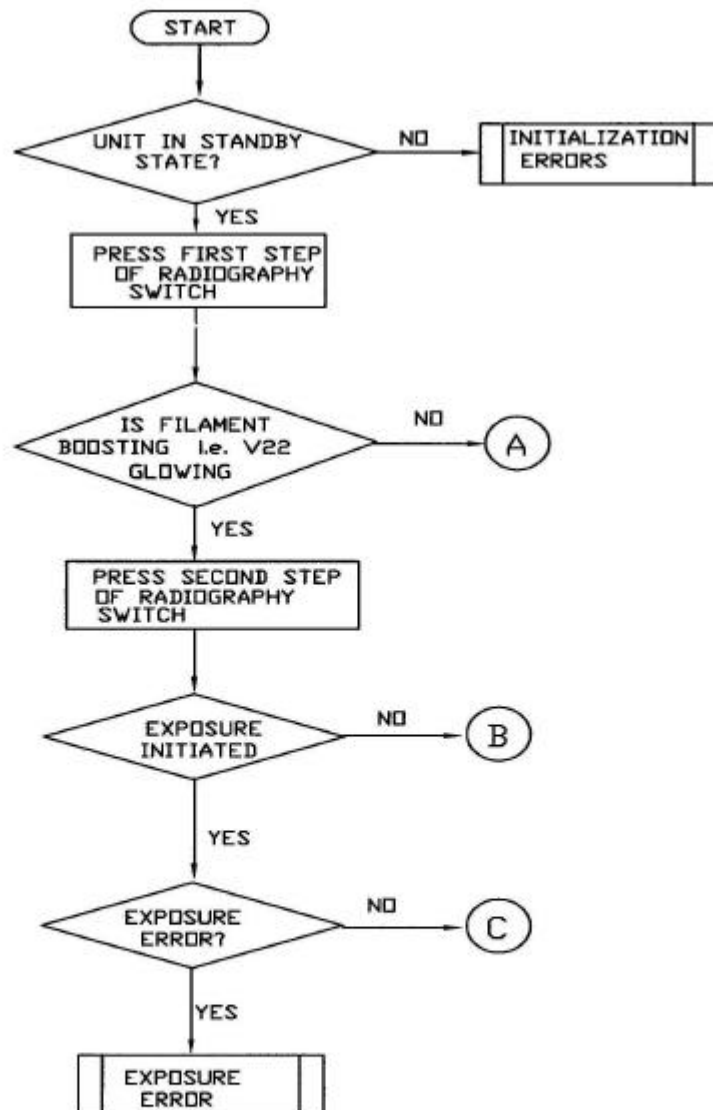 START
UNIT IN STANDBY
STATE?
NO
INITIALIZATION
ERRORS
YES
PRESS FIRST STEP
OF RADIOGRAPHY
SWITCH
IS FILAMENT
BOOSTING i.e. V22
GLOWING
NO
A
YES
PRESS SECOND STEP
OF RADIOGRAPHY
SWITCH
EXPOSURE
INITIATED
NO
B
YES
EXPOSURE
ERROR?
NO
C
YES
EXPOSURE
ERROR